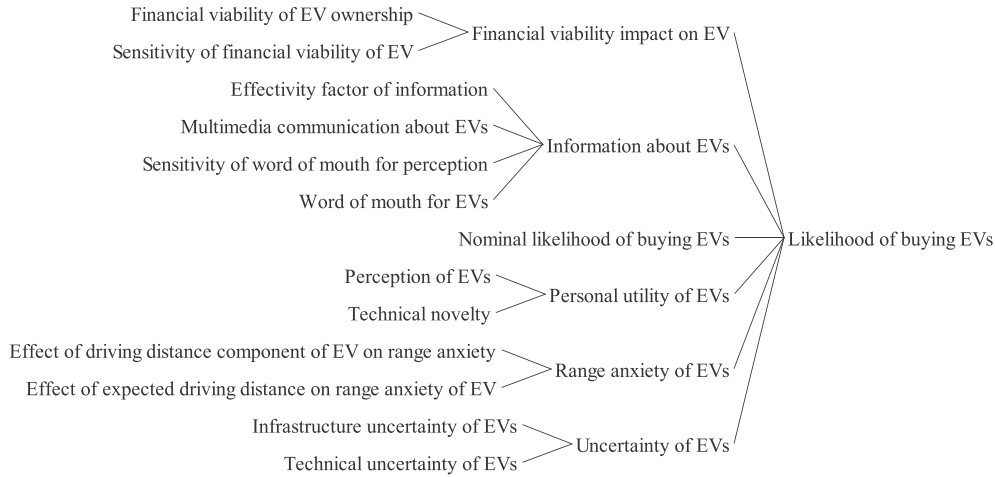 Financial viability of EV ownership
Financial viability impact on EV
Sensitivity of financial viability of EV
Effectivity factor of information
Multimedia communication about EVs
Information about EVs
Sensitivity of word of mouth for perception
Word of mouth for EVs
Nominal likelihood of buying EVs
Likelihood of buying EVs
Perception of EVs
Personal utility of EVs
Technical novelty
Effect of driving distance component of EV on range anxiety
Range anxiety of EVs
Effect of expected driving distance on range anxiety of EV
Infrastructure uncertainty of EVs
Uncertainty of EVs
Technical uncertainty of EVs